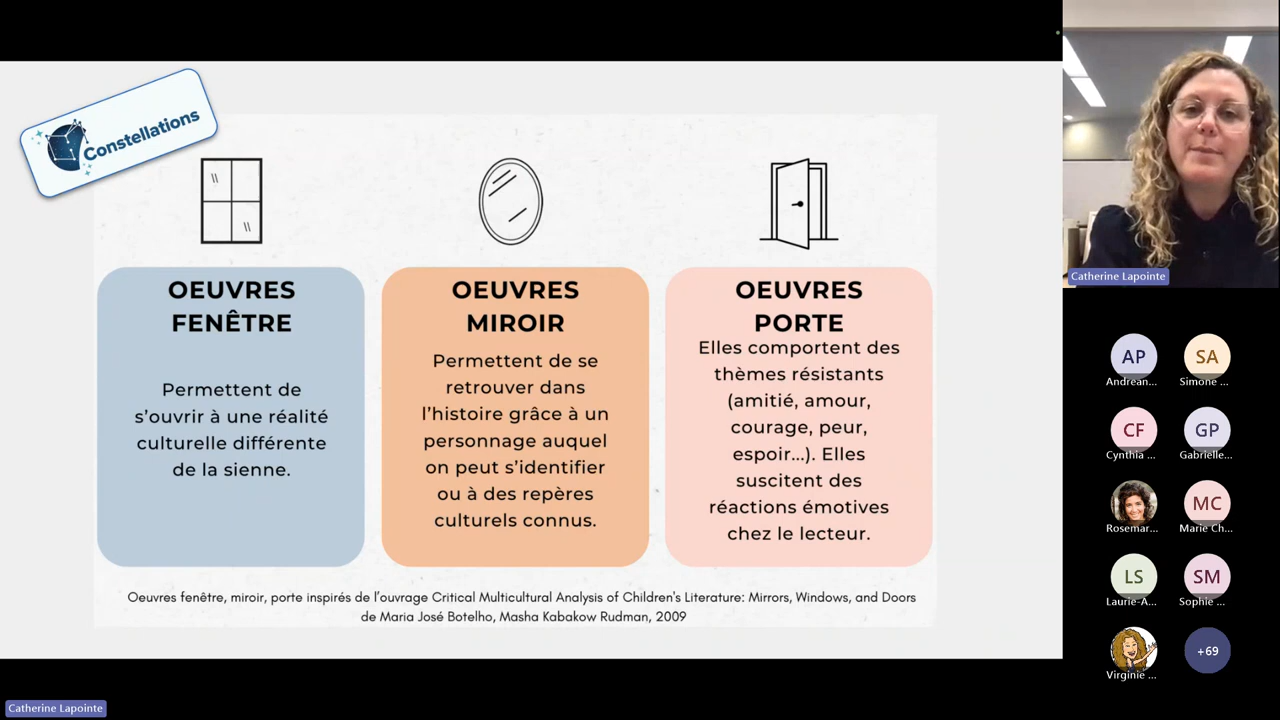 Constellations
OEUVRES
FENÊTRE
Permettent de
s'ouvrir à une réalité
culturelle différente
de la sienne.
OEUVRES
MIROIR
Permettent de se
retrouver dans
l'histoire grâce à un
personnage auquel
on peut s'identifier
ou à des repères
culturels connus.
OEUVRES
PORTE
Elles comportent des
thèmes résistants
(amitié, amour,
courage, peur,
espoir...). Elles
suscitent des
réactions émotives
chez le lecteur.
Oeuvres fenêtre, miroir, porte inspirés de l'ouvrage Critical Multicultural Analysis of Children's Literature: Mirrors, Windows, and Doors
de Maria José Botelho, Masha Kabakow Rudman, 2009
Catherine Lapointe
Catherine Lapointe
AP
Andrean...
SA
Simone ...
CF
Cynthia ...
GP
Gabrielle...
Rosemar...
MC
Marie Ch...
LS
Laurie-A...
SM
Sophie ...
Virginie ...
+69